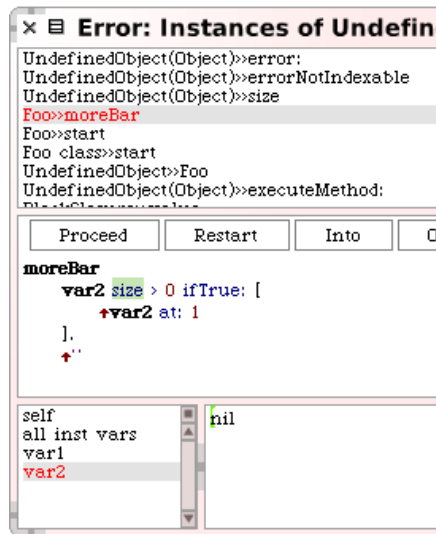 Error: Instances of Undefin
UndefinedObject(Object)>>error:
UndefinedObject(Object)>>errorNotIndexable
UndefinedObject(Object)>>size
Foo>>moreBar
Foo>>start
Foo class>>start
UndefinedObject>>Foo
UndefinedObject(Object)>>executeMethod:
Proceed Restart Into
moreBar
var2 size > 0 ifTrue: [
↑var2 at: 1
].
↑''
self
all inst vars
var1
var2
nil